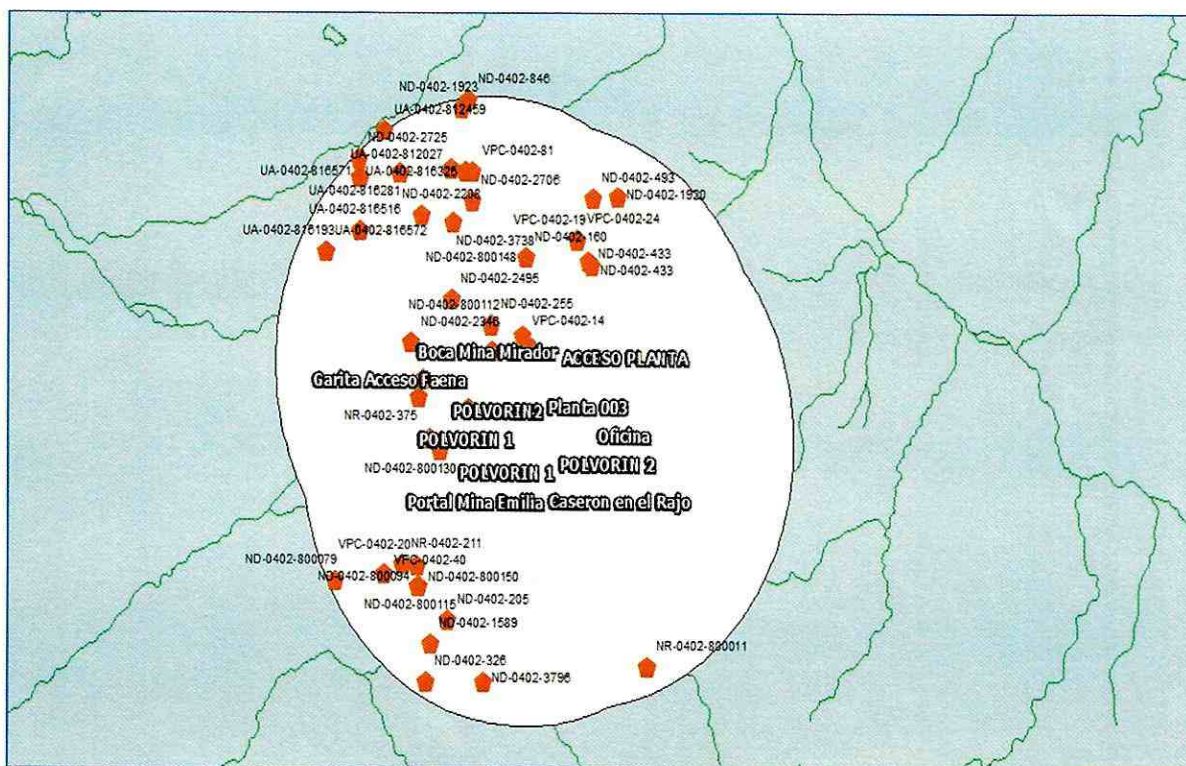 ND-0402-846
ND-0402-1923
UA-0402-812459
ND-0402-2725
VPC-0402-81
UA-0402-812027
UA-0402-816571
UA-0402-816326
ND-0402-493
ND-0402-2706
UA-0402-816281
ND-0402-2208
ND-0402-1920
UA-0402-816516
VPC-0402-19
VPC-0402-24
UA-0402-816193
UA-0402-816572
ND-0402-3738
ND-0402-160
ND-0402-800148
ND-0402-433
ND-0402-433
ND-0402-2495
ND-0402-800112
ND-0402-255
ND-0402-2346
VPC-0402-14
Boca Mina Mirador
ACCESO PLANTA
Garita Acceso Faena
NR-0402-375
POLVORIN2
Planta 003
POLVORIN 1
Oficina
ND-0402-800130
POLVORIN 1
POLVORIN 2
Portal Mina Emilia
Caseron en el Rajo
VPC-0402-20
NR-0402-211
ND-0402-800079
VPC-0402-40
ND-0402-800094
ND-0402-800150
ND-0402-800115
ND-0402-205
ND-0402-1589
NR-0402-800011
ND-0402-326
ND-0402-3796